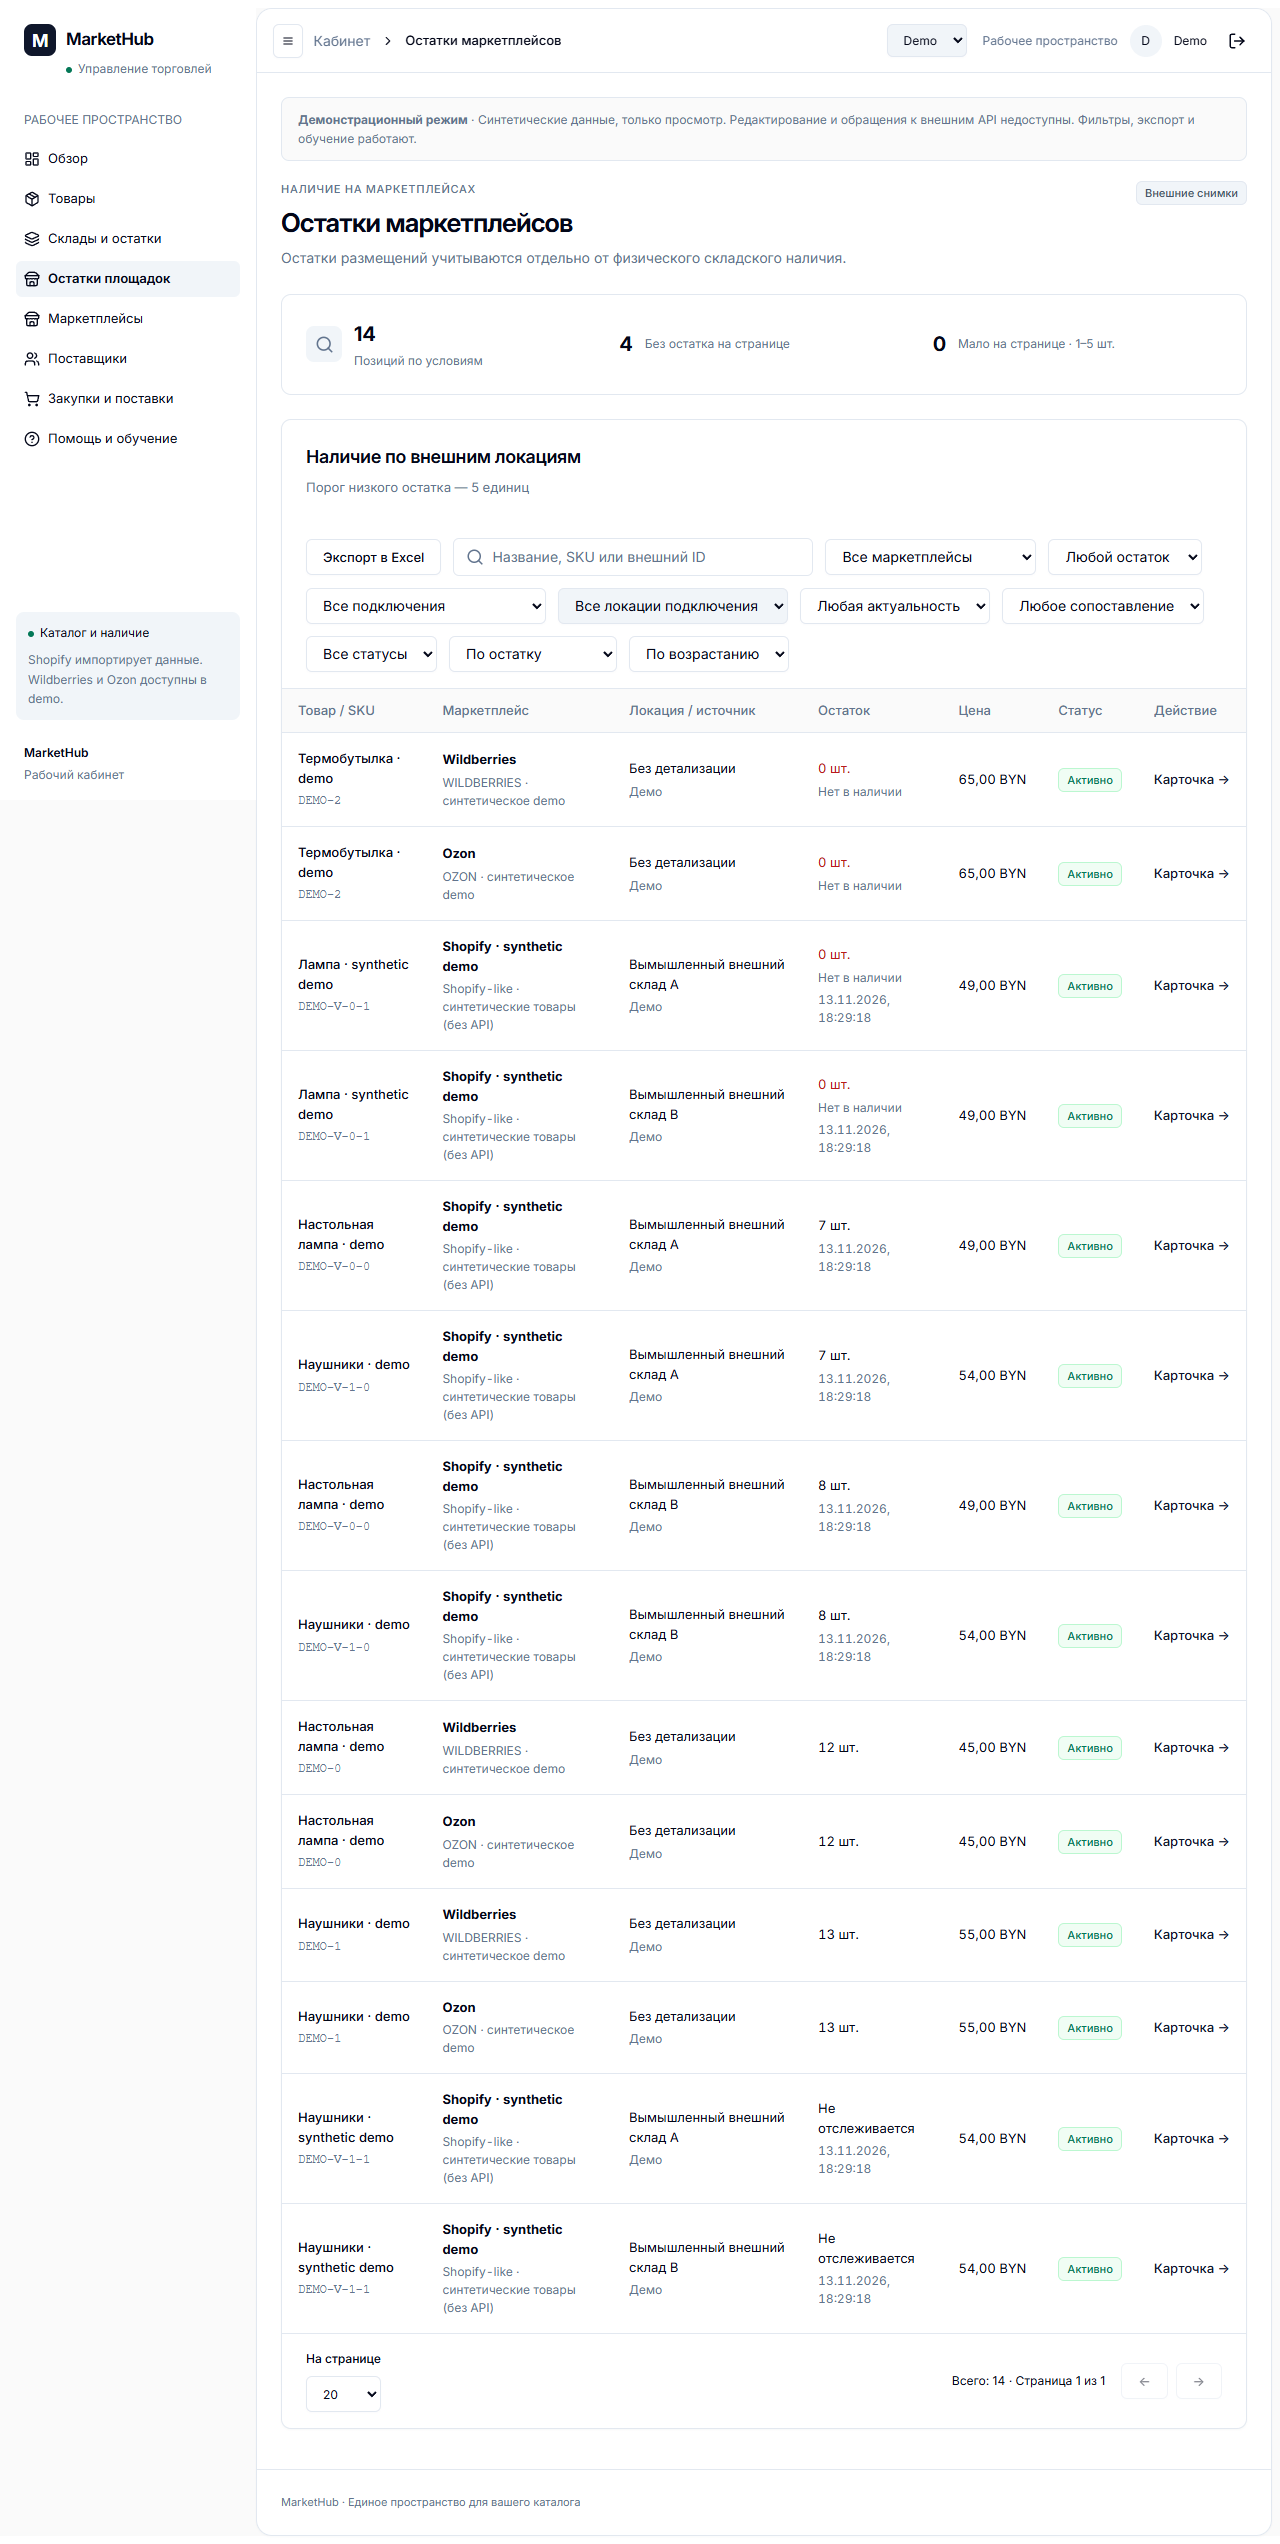 M MarketHub
Управление торговлей
РАБОЧЕЕ ПРОСТРАНСТВО
Обзор
Товары
Склады и остатки
Остатки площадок
Маркетплейсы
Поставщики
Закупки и поставки
Помощь и обучение
Каталог и наличие
Shopify импортирует данные.
Wildberries и Ozon доступны в
demo.
MarketHub
Рабочий кабинет
Кабинет > Остатки маркетплейсов
Demo Рабочее пространство D Demo
Демонстрационный режим · Синтетические данные, только просмотр. Редактирование и обращения к внешним API недоступны. Фильтры, экспорт и
обучение работают.
НАЛИЧИЕ НА МАРКЕТПЛЕЙСАХ
Внешние снимки
Остатки маркетплейсов
Остатки размещений учитываются отдельно от физического складского наличия.
14
Позиций по условиям
4 Без остатка на странице
0 Мало на странице · 1–5 шт.
Наличие по внешним локациям
Порог низкого остатка — 5 единиц
Экспорт в Excel Название, SKU или внешний ID Все маркетплейсы Любой остаток
Все подключения Все локации подключения Любая актуальность Любое сопоставление
Все статусы По остатку По возрастанию
Товар / SKU Маркетплейс Локация / источник Остаток Цена Статус Действие
Термобутылка ·
demo
DEMO-2
Wildberries
WILDBERRIES ·
синтетическое demo
Без детализации
Демо
0 шт.
Нет в наличии
65,00 BYN
Активно
Карточка →
Термобутылка ·
demo
DEMO-2
Ozon
OZON · синтетическое
demo
Без детализации
Демо
0 шт.
Нет в наличии
65,00 BYN
Активно
Карточка →
Лампа · synthetic
demo
DEMO-V-0-1
Shopify · synthetic
demo
Shopify-like ·
синтетические товары
(без API)
Вымышленный внешний
склад A
Демо
0 шт.
Нет в наличии
13.11.2026,
18:29:18
49,00 BYN
Активно
Карточка →
Лампа · synthetic
demo
DEMO-V-0-1
Shopify · synthetic
demo
Shopify-like ·
синтетические товары
(без API)
Вымышленный внешний
склад B
Демо
0 шт.
Нет в наличии
13.11.2026,
18:29:18
49,00 BYN
Активно
Карточка →
Настольная
лампа · demo
DEMO-V-0-0
Shopify · synthetic
demo
Shopify-like ·
синтетические товары
(без API)
Вымышленный внешний
склад A
Демо
7 шт.
13.11.2026,
18:29:18
49,00 BYN
Активно
Карточка →
Наушники · demo
DEMO-V-1-0
Shopify · synthetic
demo
Shopify-like ·
синтетические товары
(без API)
Вымышленный внешний
склад A
Демо
7 шт.
13.11.2026,
18:29:18
54,00 BYN
Активно
Карточка →
Настольная
лампа · demo
DEMO-V-0-0
Shopify · synthetic
demo
Shopify-like ·
синтетические товары
(без API)
Вымышленный внешний
склад B
Демо
8 шт.
13.11.2026,
18:29:18
49,00 BYN
Активно
Карточка →
Наушники · demo
DEMO-V-1-0
Shopify · synthetic
demo
Shopify-like ·
синтетические товары
(без API)
Вымышленный внешний
склад B
Демо
8 шт.
13.11.2026,
18:29:18
54,00 BYN
Активно
Карточка →
Настольная
лампа · demo
DEMO-0
Wildberries
WILDBERRIES ·
синтетическое demo
Без детализации
Демо
12 шт.
45,00 BYN
Активно
Карточка →
Настольная
лампа · demo
DEMO-0
Ozon
OZON · синтетическое
demo
Без детализации
Демо
12 шт.
45,00 BYN
Активно
Карточка →
Наушники · demo
DEMO-1
Wildberries
WILDBERRIES ·
синтетическое demo
Без детализации
Демо
13 шт.
55,00 BYN
Активно
Карточка →
Наушники · demo
DEMO-1
Ozon
OZON · синтетическое
demo
Без детализации
Демо
13 шт.
55,00 BYN
Активно
Карточка →
Наушники ·
synthetic demo
DEMO-V-1-1
Shopify · synthetic
demo
Shopify-like ·
синтетические товары
(без API)
Вымышленный внешний
склад A
Демо
Не
отслеживается
13.11.2026,
18:29:18
54,00 BYN
Активно
Карточка →
Наушники ·
synthetic demo
DEMO-V-1-1
Shopify · synthetic
demo
Shopify-like ·
синтетические товары
(без API)
Вымышленный внешний
склад B
Демо
Не
отслеживается
13.11.2026,
18:29:18
54,00 BYN
Активно
Карточка →
На странице
20
Всего: 14 · Страница 1 из 1 ← →
MarketHub · Единое пространство для вашего каталога